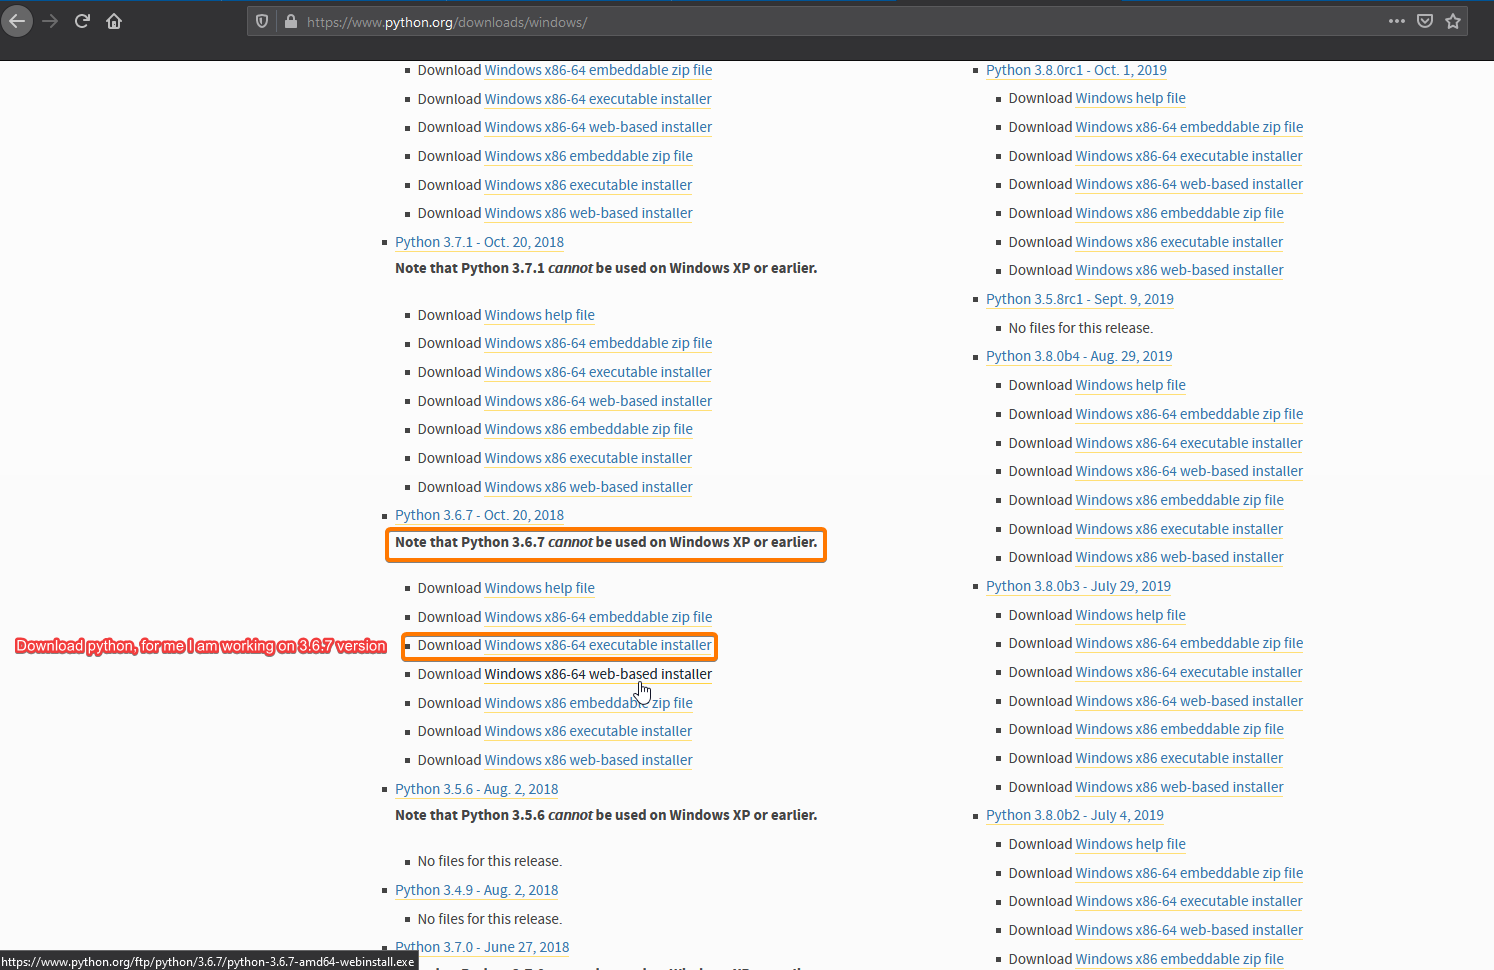 https://www.python.org/downloads/windows/
Download Windows x86-64 embeddable zip file
Download Windows x86-64 executable installer
Download Windows x86-64 web-based installer
Download Windows x86 embeddable zip file
Download Windows x86 executable installer
Download Windows x86 web-based installer
Python 3.7.1 - Oct. 20, 2018
Note that Python 3.7.1 cannot be used on Windows XP or earlier.
Download Windows help file
Download Windows x86-64 embeddable zip file
Download Windows x86-64 executable installer
Download Windows x86-64 web-based installer
Download Windows x86 embeddable zip file
Download Windows x86 executable installer
Download Windows x86 web-based installer
Python 3.6.7 - Oct. 20, 2018
Note that Python 3.6.7 cannot be used on Windows XP or earlier.
Download Windows help file
Download Windows x86-64 embeddable zip file
Download python, for me I am working on 3.6.7 version
Download Windows x86-64 executable installer
Download Windows x86-64 web-based installer
Download Windows x86 embeddable zip file
Download Windows x86 executable installer
Download Windows x86 web-based installer
Python 3.5.6 - Aug. 2, 2018
Note that Python 3.5.6 cannot be used on Windows XP or earlier.
No files for this release.
Python 3.4.9 - Aug. 2, 2018
No files for this release.
Python 3.7.0 - June 27, 2018
Python 3.8.0rc1 - Oct. 1, 2019
Download Windows help file
Download Windows x86-64 embeddable zip file
Download Windows x86-64 executable installer
Download Windows x86-64 web-based installer
Download Windows x86 embeddable zip file
Download Windows x86 executable installer
Download Windows x86 web-based installer
Python 3.5.8rc1 - Sept. 9, 2019
No files for this release.
Python 3.8.0b4 - Aug. 29, 2019
Download Windows help file
Download Windows x86-64 embeddable zip file
Download Windows x86-64 executable installer
Download Windows x86-64 web-based installer
Download Windows x86 embeddable zip file
Download Windows x86 executable installer
Download Windows x86 web-based installer
Python 3.8.0b3 - July 29, 2019
Download Windows help file
Download Windows x86-64 embeddable zip file
Download Windows x86-64 executable installer
Download Windows x86-64 web-based installer
Download Windows x86 embeddable zip file
Download Windows x86 executable installer
Download Windows x86 web-based installer
Python 3.8.0b2 - July 4, 2019
Download Windows help file
Download Windows x86-64 embeddable zip file
Download Windows x86-64 executable installer
Download Windows x86-64 web-based installer
Download Windows x86 embeddable zip file
https://www.python.org/ftp/python/3.6.7/python-3.6.7-amd64-webinstall.exe